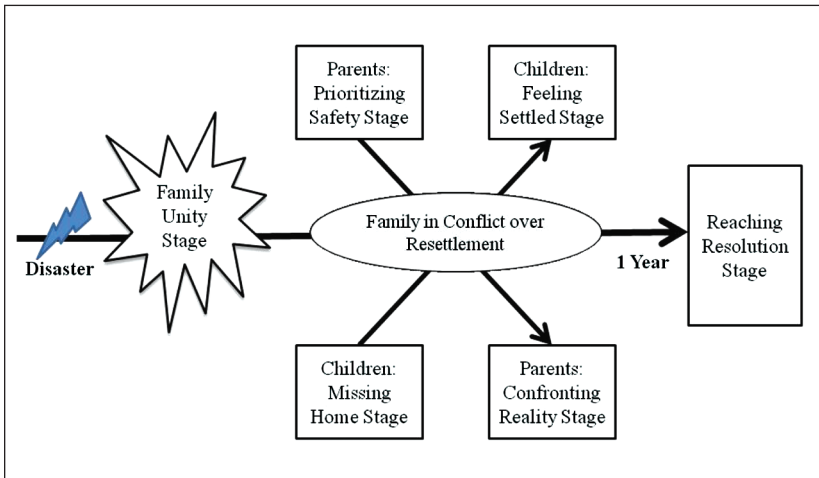 Disaster
Family
Unity
Stage
Parents:
Prioritizing
Safety Stage
Children:
Missing
Home Stage
Family in Conflict over
Resettlement
Children:
Feeling
Settled Stage
Parents:
Confronting
Reality Stage
1 Year
Reaching
Resolution
Stage